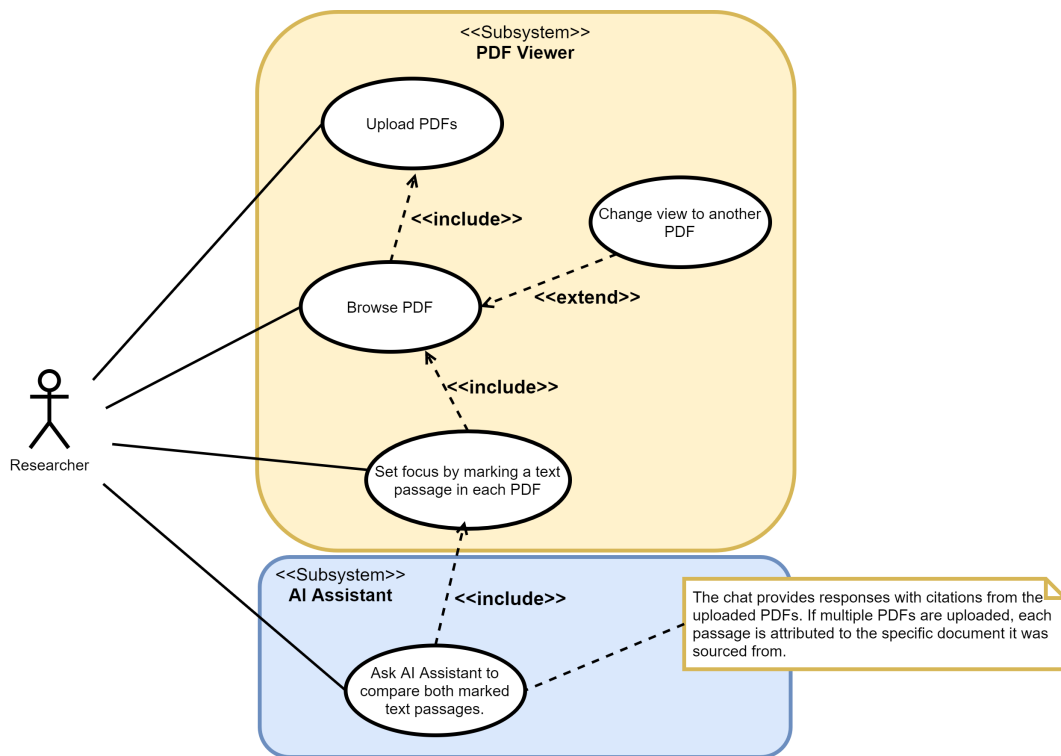 <<Subsystem>>
PDF Viewer
Upload PDFs
<<include>>
Change view to another
PDF
<<extend>>
Browse PDF
<<include>>
Researcher
Set focus by marking a text
passage in each PDF
<<Subsystem>>
AI Assistant
<<include>>
The chat provides responses with citations from the
uploaded PDFs. If multiple PDFs are uploaded, each
passage is attributed to the specific document it was
sourced from.
Ask AI Assistant to
compare both marked
text passages.